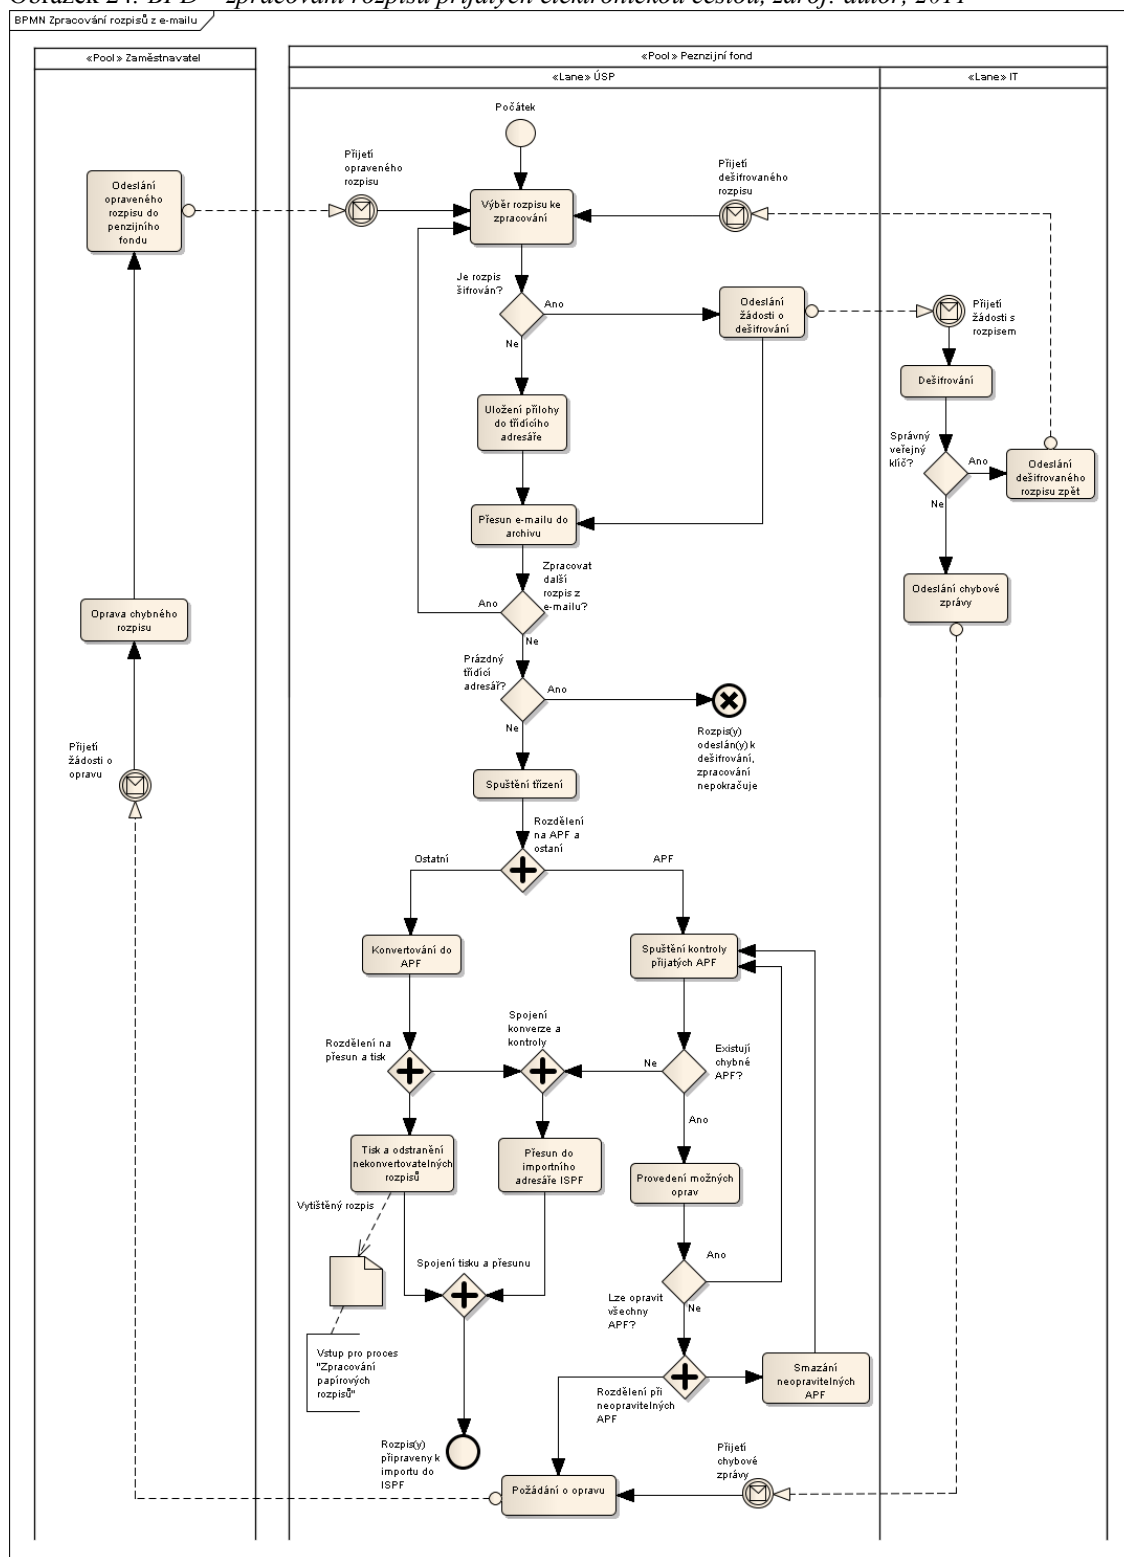 Obrázek 24: BPD – zpracování rozpisů přijatých elektronickou cestou, zdroj: autor, 2011
BPMN Zpracování rozpisů z e-mailu
«Pool» Zaměstnavatel
«Pool» Peznzijní fond
«Lane» ÚSP
«Lane» IT
Počátek
Přijetí
opraveného
rozpisu
Přijetí
dešifrovaného
rozpisu
Odeslání
opraveného
rozpisu do
penzijního
fondu
Výběr rozpisu ke
zpracování
Je rozpis
šifrován?
Ano
Ne
Odeslání
žádosti o
dešifrování
Přijetí
žádosti s
rozpisem
Dešifrování
Uložení přílohy
do třídícího
adresáře
Správný
veřejný
klíč?
Ano
Ne
Odeslání
dešifrovaného
rozpisu zpět
Přesun e-mailu do
archivu
Zpracovat
další
rozpis z
e-mailu?
Ano
Ne
Odeslání chybové
zprávy
Oprava chybného
rozpisu
Prázdný
třídící
adresář?
Ano
Ne
Rozpis(y)
odeslán(y) k
dešifrování,
zpracování
nepokračuje
Přijetí
žádosti o
opravu
Spuštění třízení
Rozdělení
na APF a
ostaní
Ostatní
APF
Konvertování do
APF
Spuštění kontroly
přijatých APF
Spojení
konverze a
kontroly
Rozdělení na
přesun a tisk
Ne
Existují
chybné
APF?
Ano
Tisk a odstranění
nekonvertovatelných
rozpisů
Přesun do
importního
adresáře ISPF
Provedení možných
oprav
Vytištěný rozpis
Spojení tisku a přesunu
Ano
Lze opravit
všechny
APF?
Ne
Vstup pro proces
"Zpracování
papírových
rozpisů"
Rozdělení při
neopravitelných
APF
Smazání
neopravitelných
APF
Rozpis(y)
připraveny k
importu do
ISPF
Požádání o opravu
Přijetí
chybové
zprávy